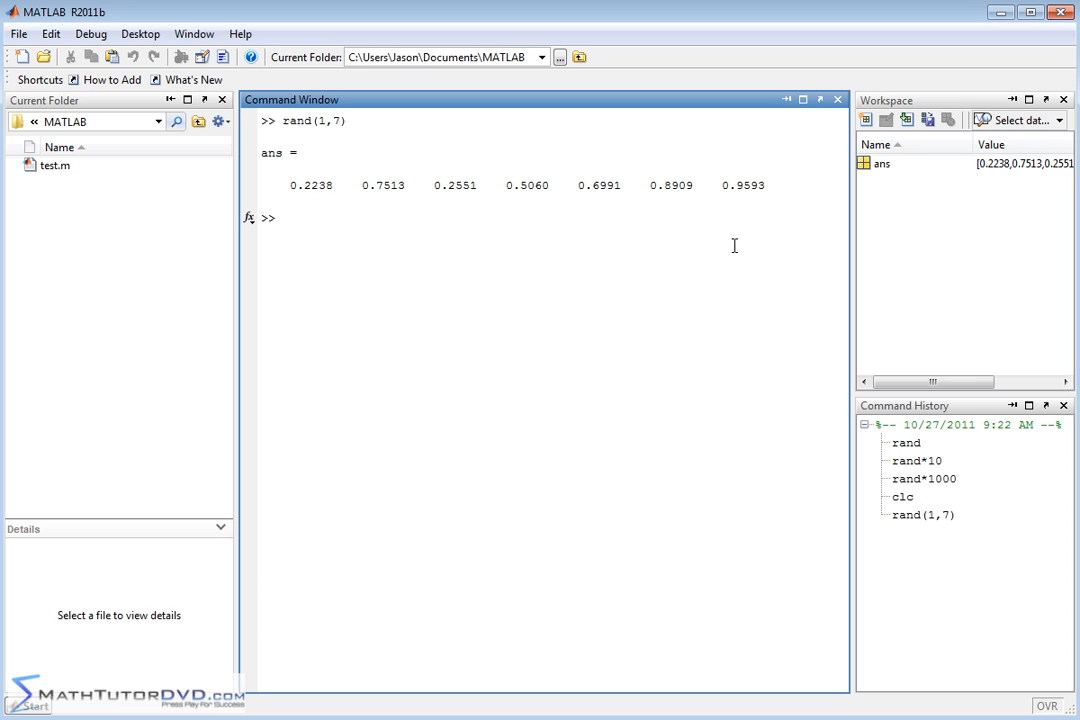 MATLAB R2011b
File Edit Debug Desktop Window Help
Current Folder: C:\Users\Jason\Documents\MATLAB ...
Shortcuts How to Add What's New
Current Folder
« MATLAB
Name
test.m
Details
Select a file to view details
MATHTUTORDVD.COM
Press Play For Success
Start
Command Window
>> rand(1,7)
ans =
0.2238 0.7513 0.2551 0.5060 0.6991 0.8909 0.9593
fx >>
Workspace
Select dat...
Name Value
ans [0.2238,0.7513,0.2551
Command History
%-- 10/27/2011 9:22 AM --%
rand
rand*10
rand*1000
clc
rand(1,7)
OVR